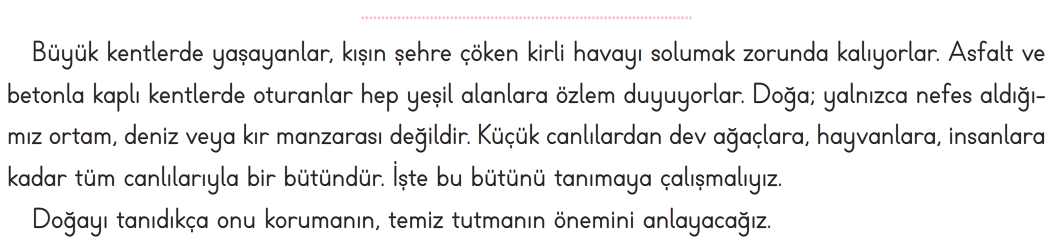 Büyük kentlerde yaşayanlar, kışın şehre çöken kirli havayı solumak zorunda kalıyorlar. Asfalt ve
betonla kaplı kentlerde oturanlar hep yeşil alanlara özlem duyuyorlar. Doğa; yalnızca nefes aldığı-
mız ortam, deniz veya kır manzarası değildir. Küçük canlılardan dev ağaçlara, hayvanlara, insanlara
kadar tüm canlılarıyla bir bütündür. İşte bu bütünü tanımaya çalışmalıyız.
Doğayı tanıdıkça onu korumanın, temiz tutmanın önemini anlayacağız.